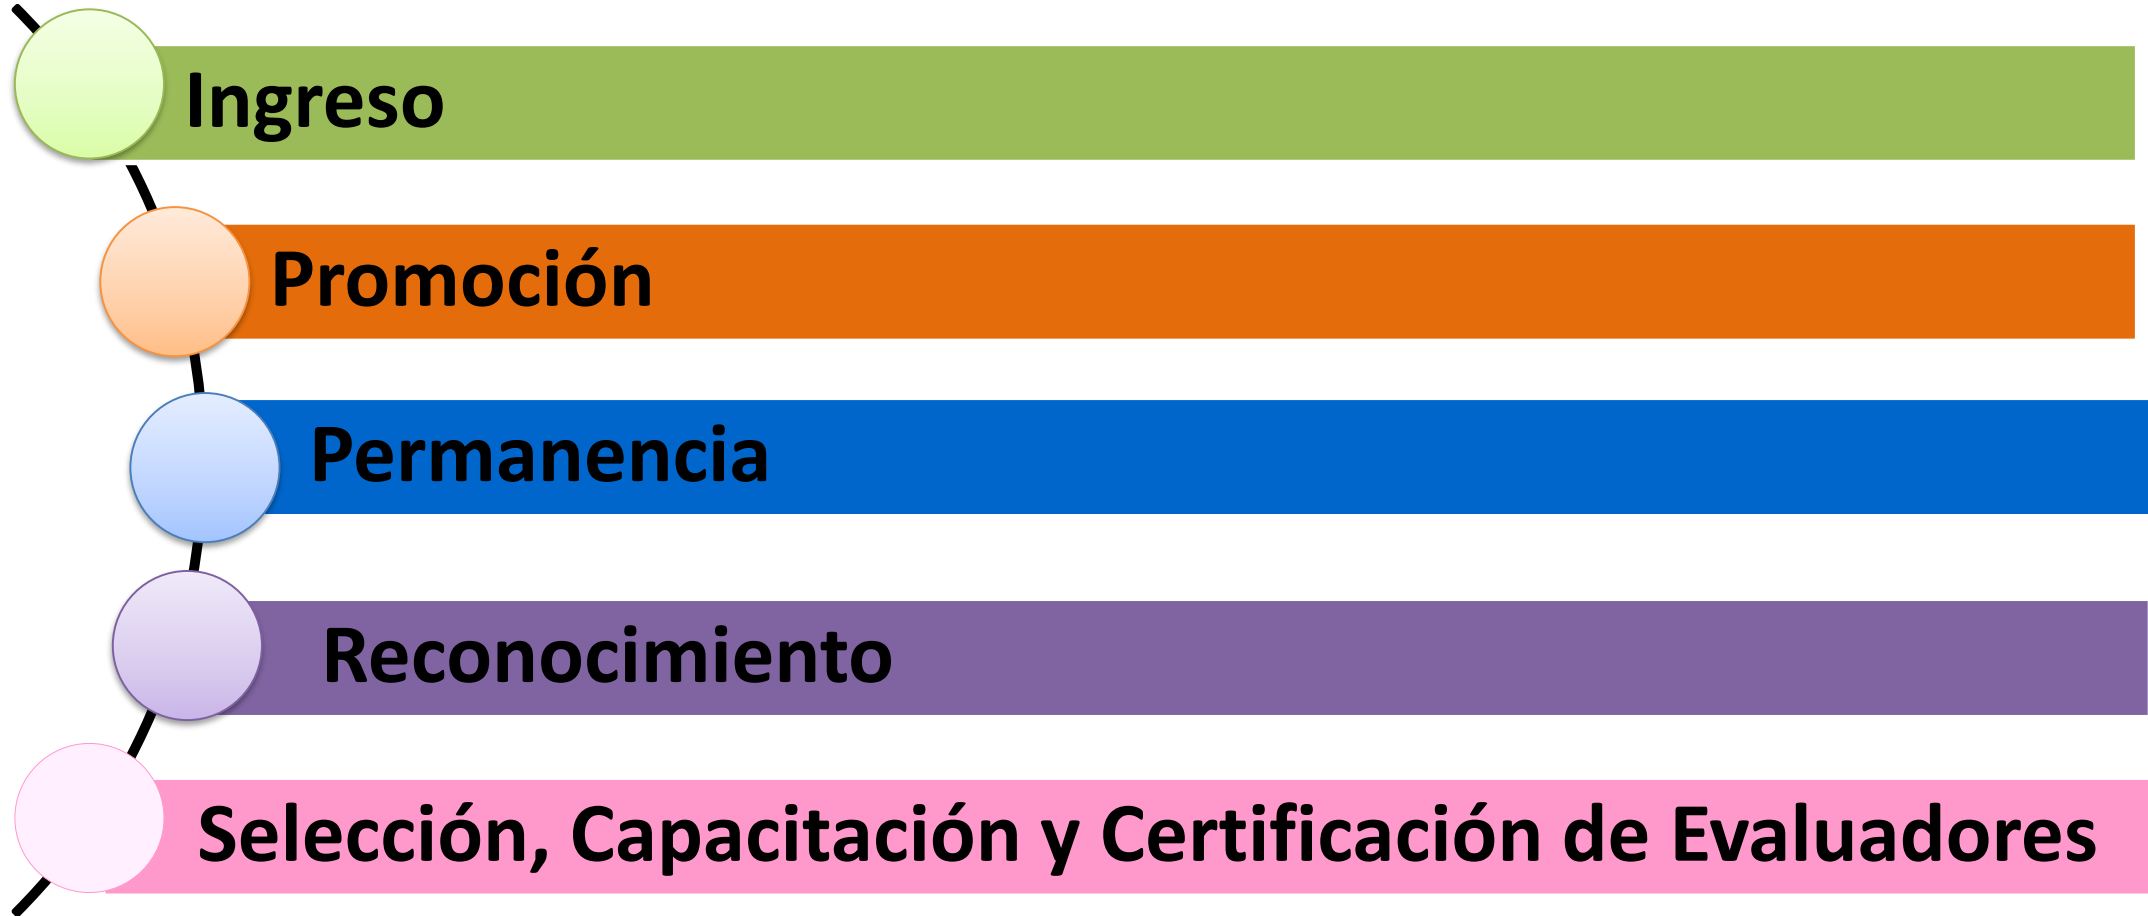 Ingreso
Promoción
Permanencia
Reconocimiento
Selección, Capacitación y Certificación de Evaluadores